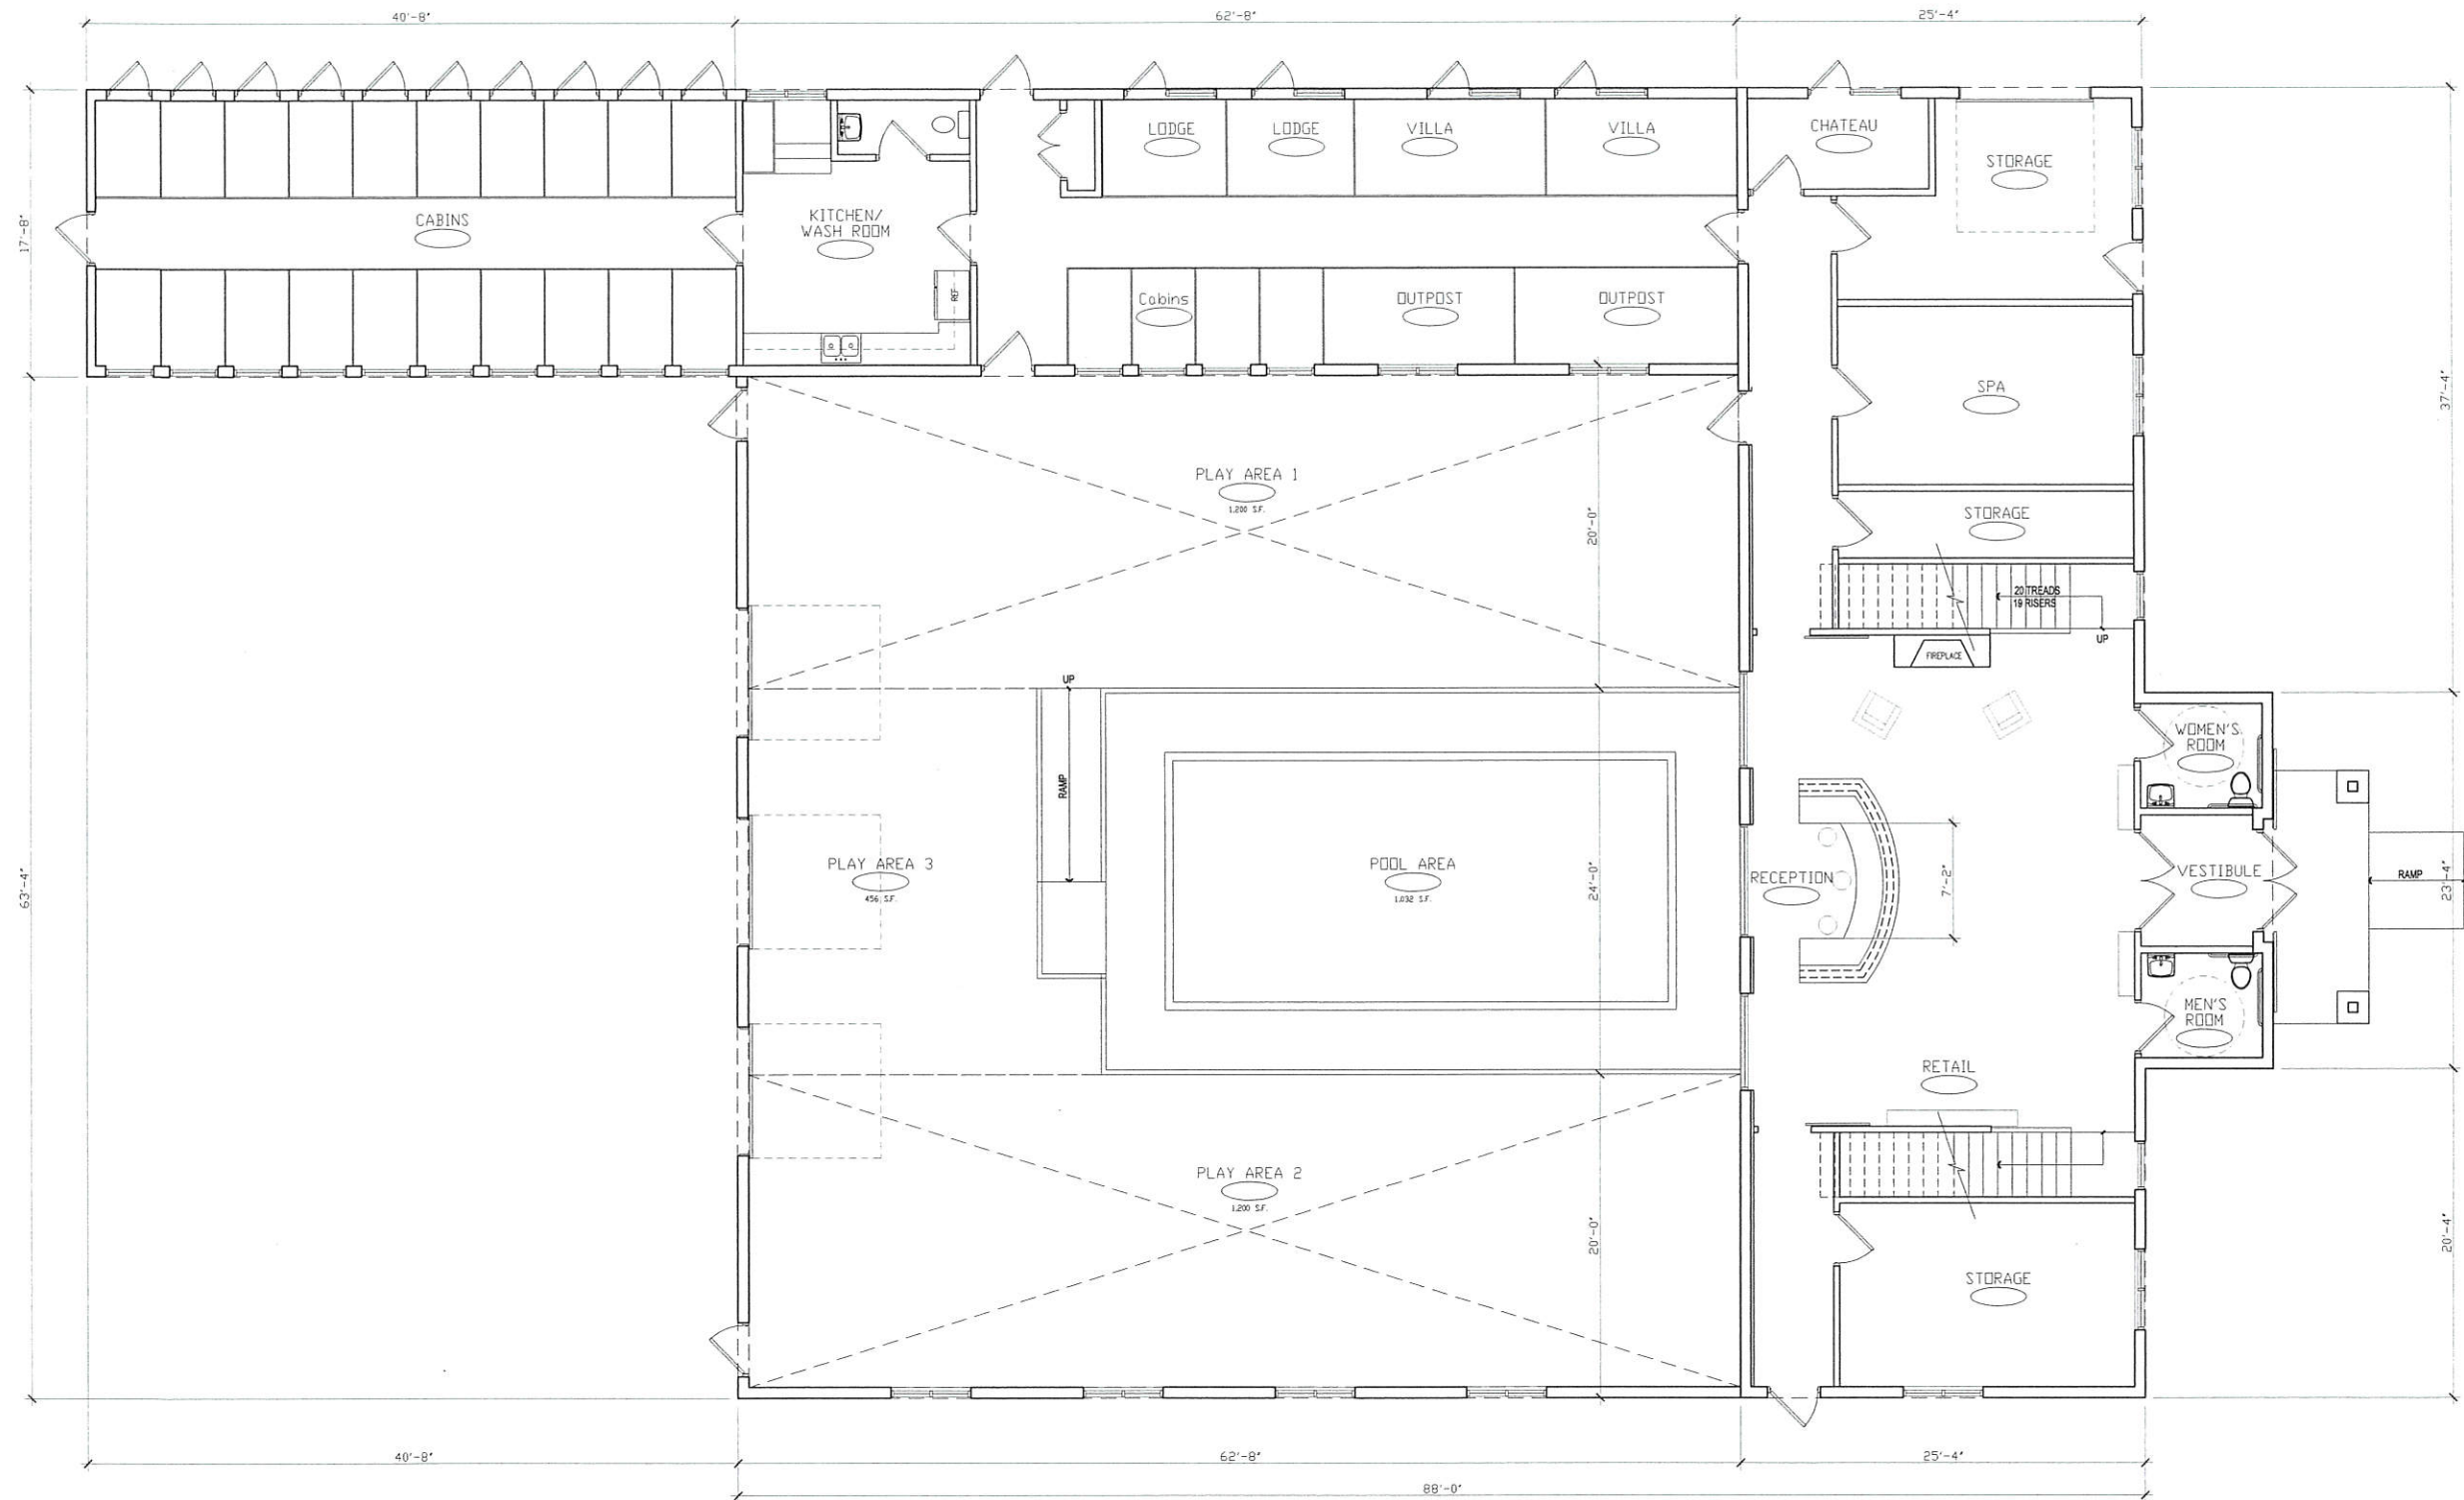 40'-8"
62'-8"
25'-4"
LODGE
LODGE
VILLA
VILLA
CHATEAU
STORAGE
17'-8"
CABINS
KITCHEN/
WASH ROOM
REF
Cabins
OUTPOST
OUTPOST
SPA
37'-4"
PLAY AREA 1
1,200 S.F.
20'-0"
STORAGE
20 TREADS
19 RISERS
UP
FIREPLACE
UP
RAMP
WOMEN'S
ROOM
63'-4"
PLAY AREA 3
456 S.F.
POOL AREA
1,032 S.F.
24'-0"
RECEPTION
7'-2"
VESTIBULE
RAMP
23'-4"
MEN'S
ROOM
RETAIL
PLAY AREA 2
1,200 S.F.
20'-0"
STORAGE
20'-4"
40'-8"
62'-8"
25'-4"
88'-0"